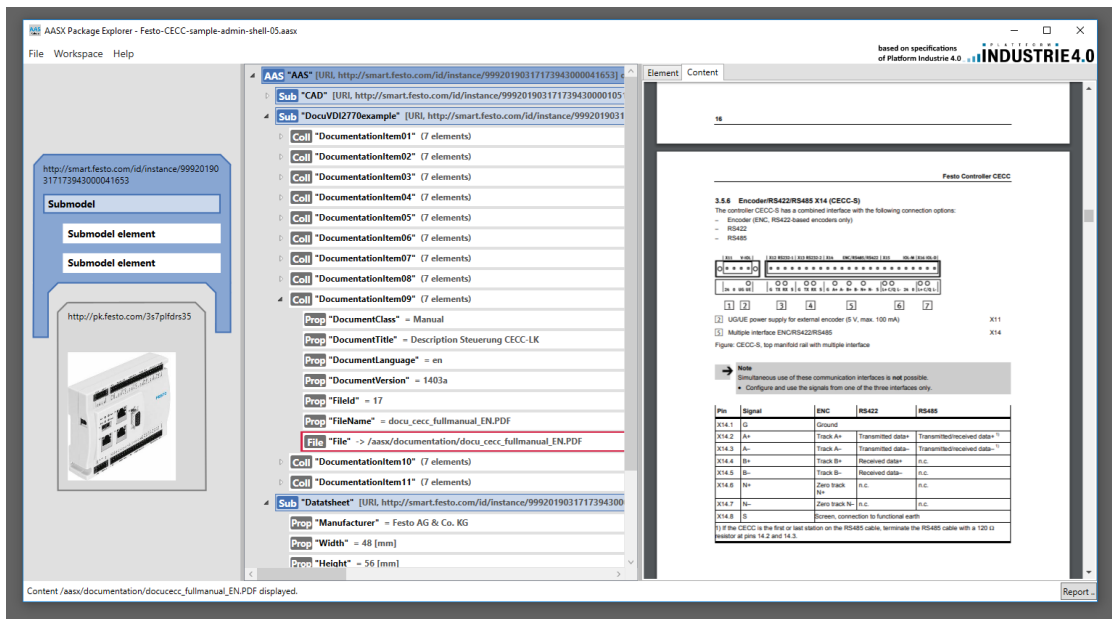 AASX Package Explorer - Festo-CECC-sample-admin-shell-05.aasx
File Workspace Help
based on specifications
of Platform Industrie 4.0
PLATTFORM
INDUSTRIE4.0
http://smart.festo.com/id/instance/99920190
317173943000041653
Submodel
Submodel element
Submodel element
http://pk.festo.com/3s7plfdrs35
AAS "AAS" [URI, http://smart.festo.com/id/instance/99920190317173943000041653]
Sub "CAD" [URI, http://smart.festo.com/id/instance/999201903171739430000105
Sub "DocuVDI2770example" [URI, http://smart.festo.com/id/instance/9992019031
Coll "DocumentationItem01" (7 elements)
Coll "DocumentationItem02" (7 elements)
Coll "DocumentationItem03" (7 elements)
Coll "DocumentationItem04" (7 elements)
Coll "DocumentationItem05" (7 elements)
Coll "DocumentationItem06" (7 elements)
Coll "DocumentationItem07" (7 elements)
Coll "DocumentationItem08" (7 elements)
Coll "DocumentationItem09" (7 elements)
Prop "DocumentClass" = Manual
Prop "DocumentTitle" = Description Steuerung CECC-LK
Prop "DocumentLanguage" = en
Prop "DocumentVersion" = 1403a
Prop "FileId" = 17
Prop "FileName" = docu_cecc_fullmanual_EN.PDF
File "File" -> /aasx/documentation/docu_cecc_fullmanual_EN.PDF
Coll "DocumentationItem10" (7 elements)
Coll "DocumentationItem11" (7 elements)
Sub "Datatsheet" [URI, http://smart.festo.com/id/instance/99920190317173943000
Prop "Manufacturer" = Festo AG & Co. KG
Prop "Width" = 48 [mm]
Prop "Height" = 56 [mm]
Element Content
16
Festo Controller CECC
3.5.6 Encoder/RS422/RS485 X14 (CECC-S)
The controller CECC-S has a combined interface with the following connection options:
– Encoder (ENC, RS422-based encoders only)
– RS422
– RS485
1 2 3 4 5 6 7
2 UG/UE power supply for external encoder (5 V, max. 100 mA) X11
5 Multiple interface ENC/RS422/RS485 X14
Figure: CECC-S, top manifold rail with multiple interface
Note
Simultaneous use of these communication interfaces is not possible.
• Configure and use the signals from one of the three interfaces only.
Pin Signal ENC RS422 RS485
X14.1 G Ground
X14.2 A+ Track A+ Transmitted data+ Transmitted/received data+ 1)
X14.3 A– Track A– Transmitted data– Transmitted/received data– 1)
X14.4 B+ Track B+ Received data+ n.c.
X14.5 B– Track B– Received data– n.c.
X14.6 N+ Zero track N+ n.c. n.c.
X14.7 N– Zero track N– n.c. n.c.
X14.8 S Screen, connection to functional earth
1) If the CECC is the first or last station on the RS485 cable, terminate the RS485 cable with a 120 Ω
resistor at pins 14.2 and 14.3.
Content /aasx/documentation/docucecc_fullmanual_EN.PDF displayed.
Report